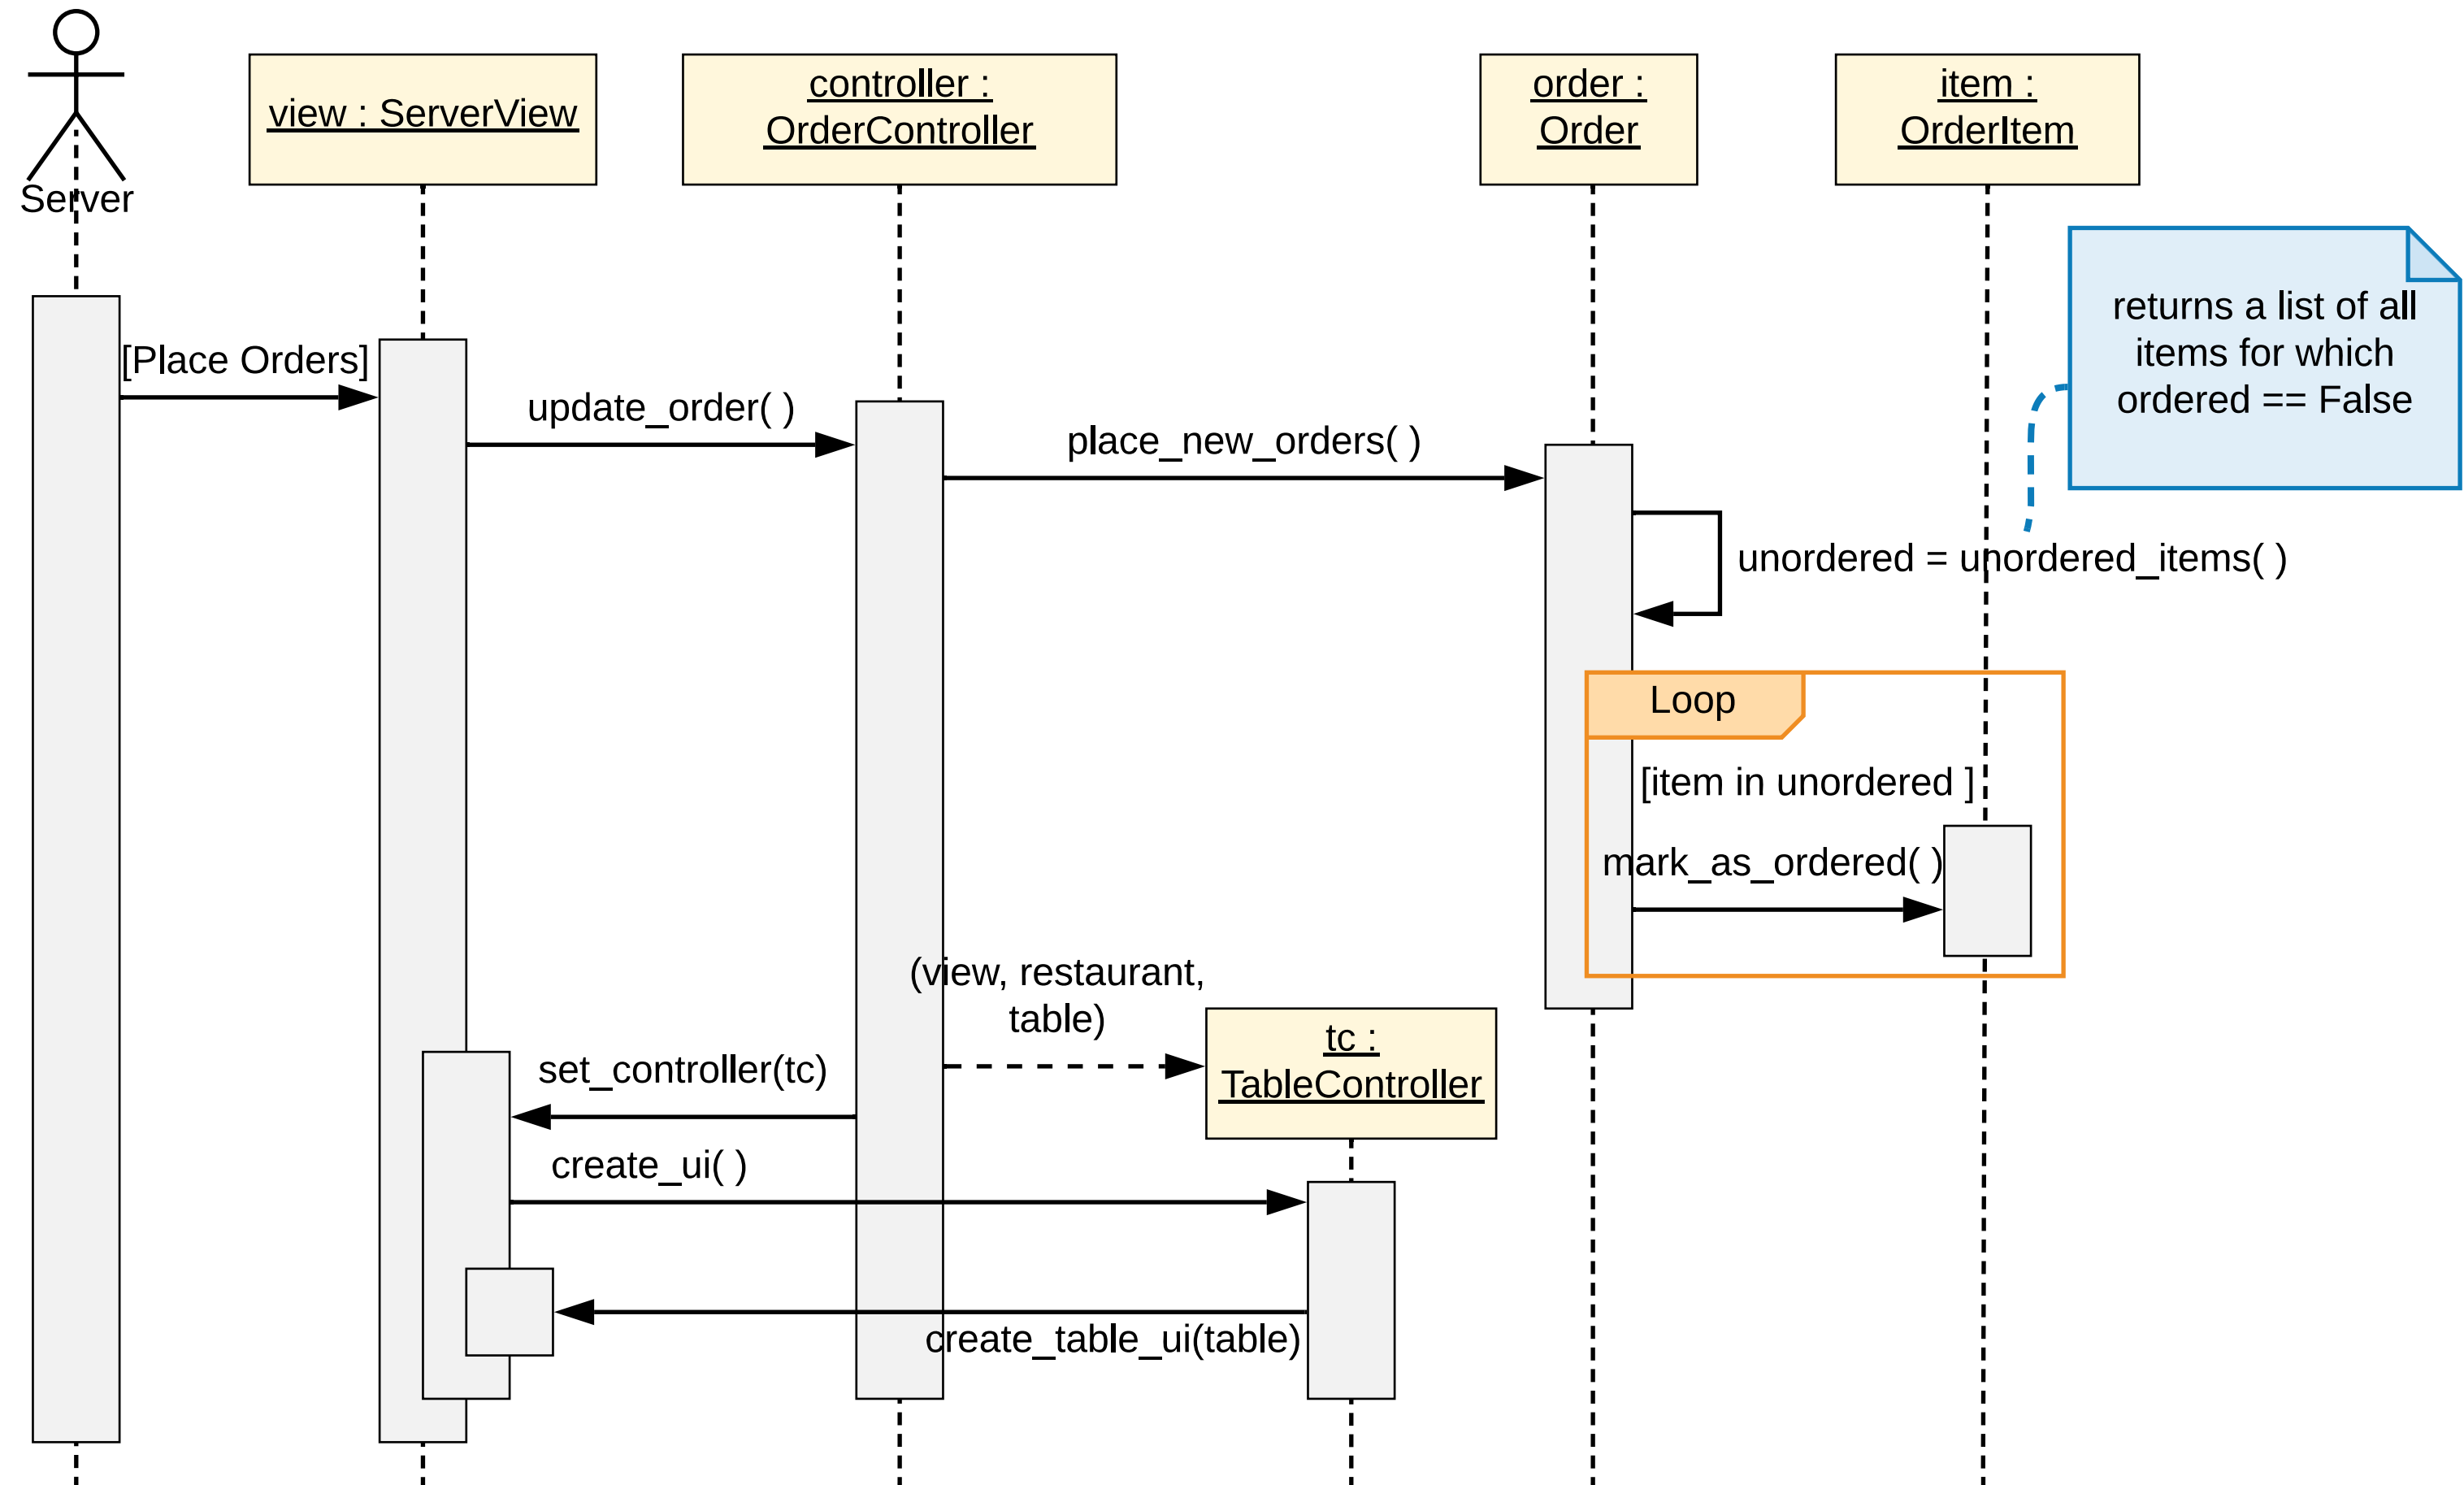 Server
view : ServerView
controller :
OrderController
order :
Order
item :
OrderItem
returns a list of all
items for which
ordered == False
[Place Orders]
update_order( )
place_new_orders( )
unordered = unordered_items( )
Loop
[item in unordered ]
mark_as_ordered( )
(view, restaurant,
table)
tc :
TableController
set_controller(tc)
create_ui( )
create_table_ui(table)